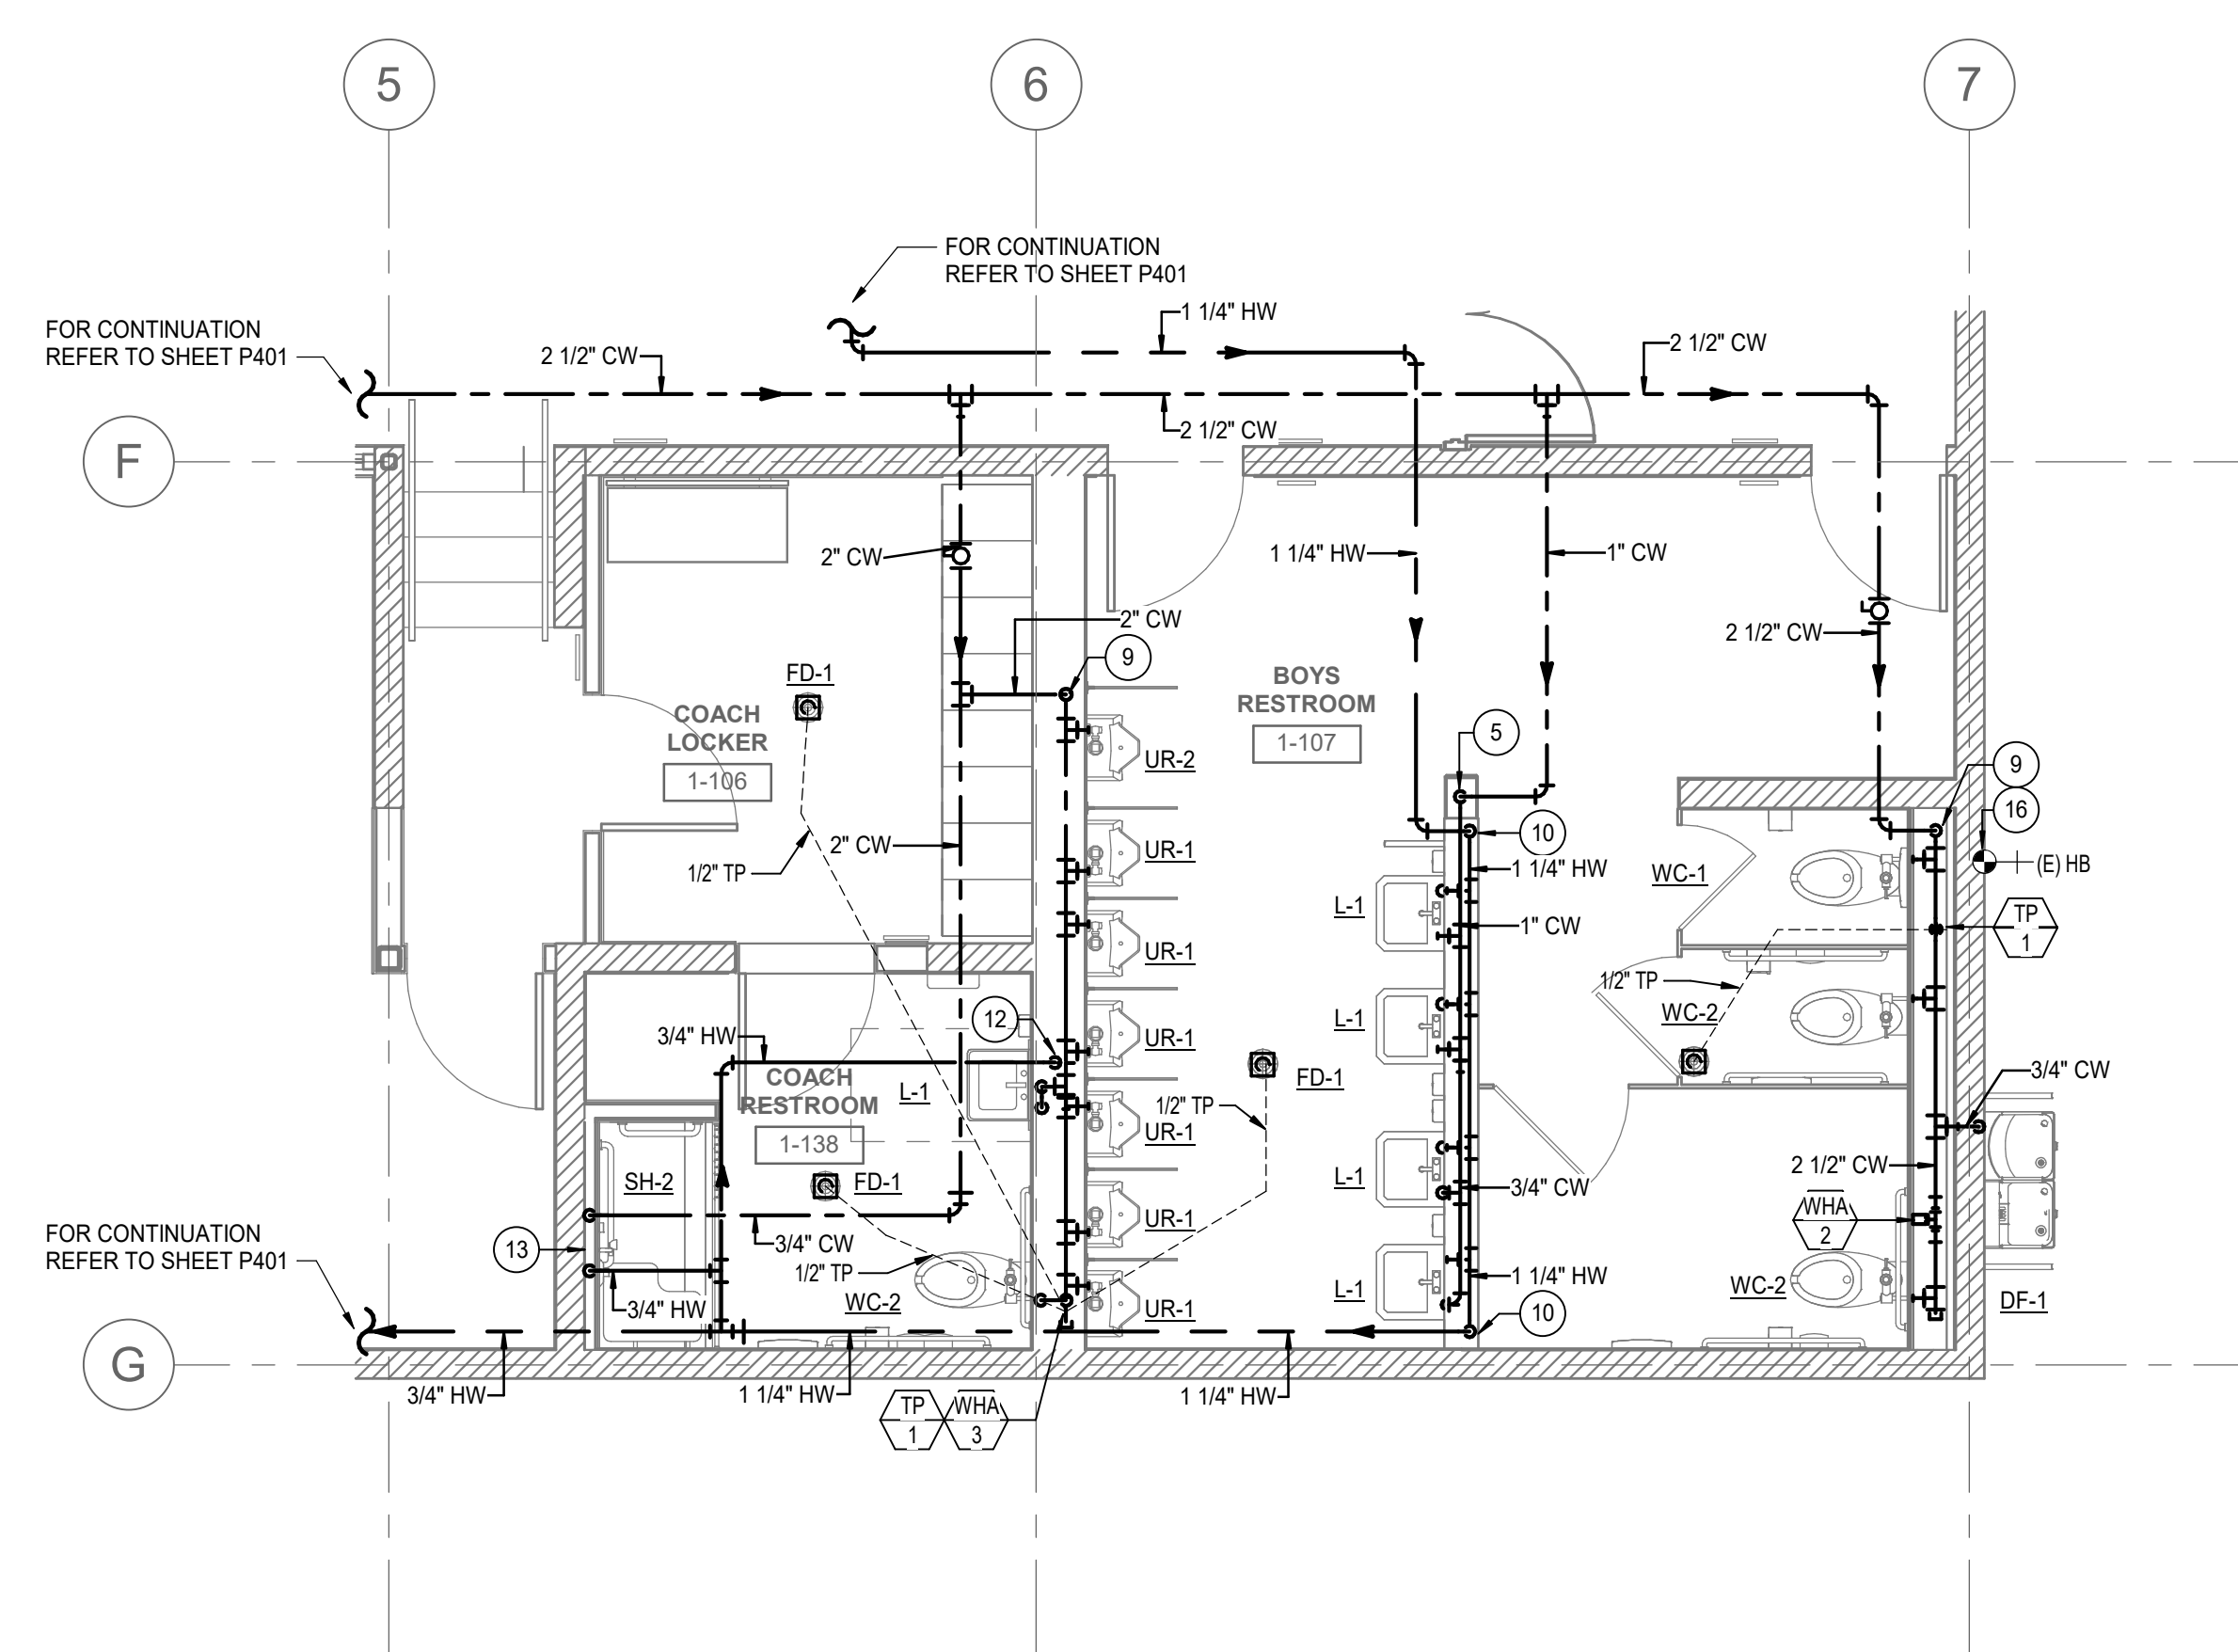 5
6
7
FOR CONTINUATION
REFER TO SHEET P401
FOR CONTINUATION
REFER TO SHEET P401
1 1/4" HW
2 1/2" CW
2 1/2" CW
2 1/2" CW
F
2" CW
1 1/4" HW
1" CW
2" CW
2 1/2" CW
9
FD-1
BOYS
RESTROOM
1-107
COACH
LOCKER
1-106
5
UR-2
9
16
2" CW
1/2" TP
UR-1
10
1 1/4" HW
WC-1
(E) HB
L-1
1" CW
TP
1
UR-1
1/2" TP
12
3/4" HW
UR-1
L-1
WC-2
COACH
RESTROOM
1-138
L-1
FD-1
3/4" CW
1/2" TP
UR-1
SH-2
FD-1
L-1
3/4" CW
2 1/2" CW
WHA
2
UR-1
FOR CONTINUATION
REFER TO SHEET P401
13
3/4" CW
1/2" TP
1 1/4" HW
3/4" HW
WC-2
UR-1
L-1
10
WC-2
DF-1
G
3/4" HW
1 1/4" HW
1 1/4" HW
TP
1
WHA
3